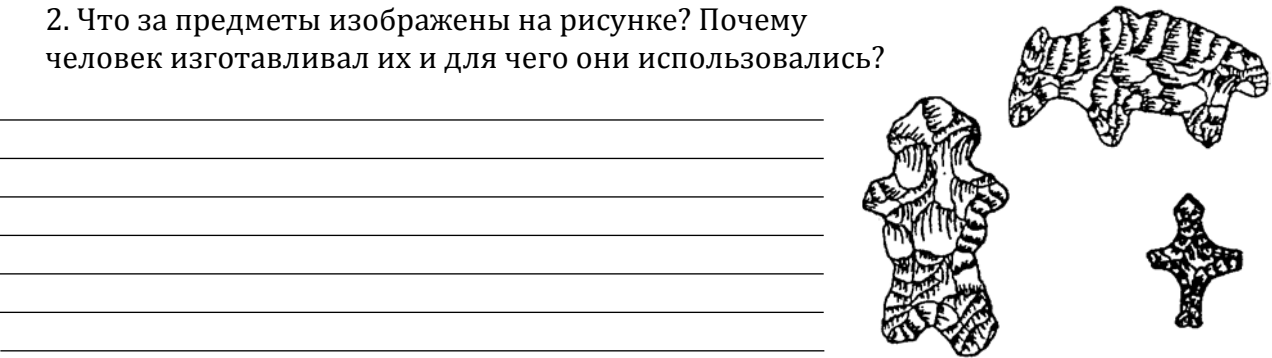 2. Что за предметы изображены на рисунке? Почему
человек изготавливал их и для чего они использовались?